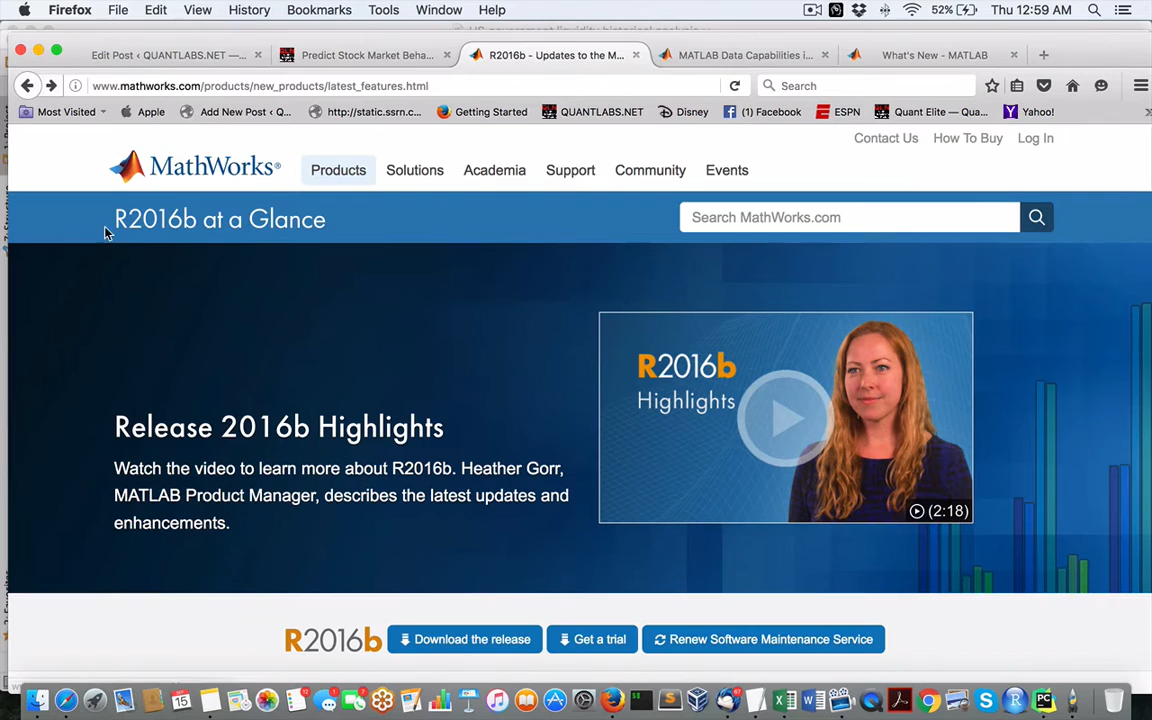 Firefox File Edit View History Bookmarks Tools Window Help 52% Thu 12:59 AM
Edit Post ‹ QUANTLABS.NET —...
Predict Stock Market Beha...
R2016b - Updates to the M...
MATLAB Data Capabilities i...
What's New - MATLAB
www.mathworks.com/products/new_products/latest_features.html
Search
Most Visited Apple Add New Post ‹ Q... http://static.ssrn.c... Getting Started QUANTLABS.NET Disney (1) Facebook ESPN Quant Elite — Qua... Yahoo!
Contact Us How To Buy Log In
MathWorks® Products Solutions Academia Support Community Events
R2016b at a Glance
Search MathWorks.com
R2016b
Highlights
(2:18)
Release 2016b Highlights
Watch the video to learn more about R2016b. Heather Gorr,
MATLAB Product Manager, describes the latest updates and
enhancements.
R2016b Download the release Get a trial Renew Software Maintenance Service